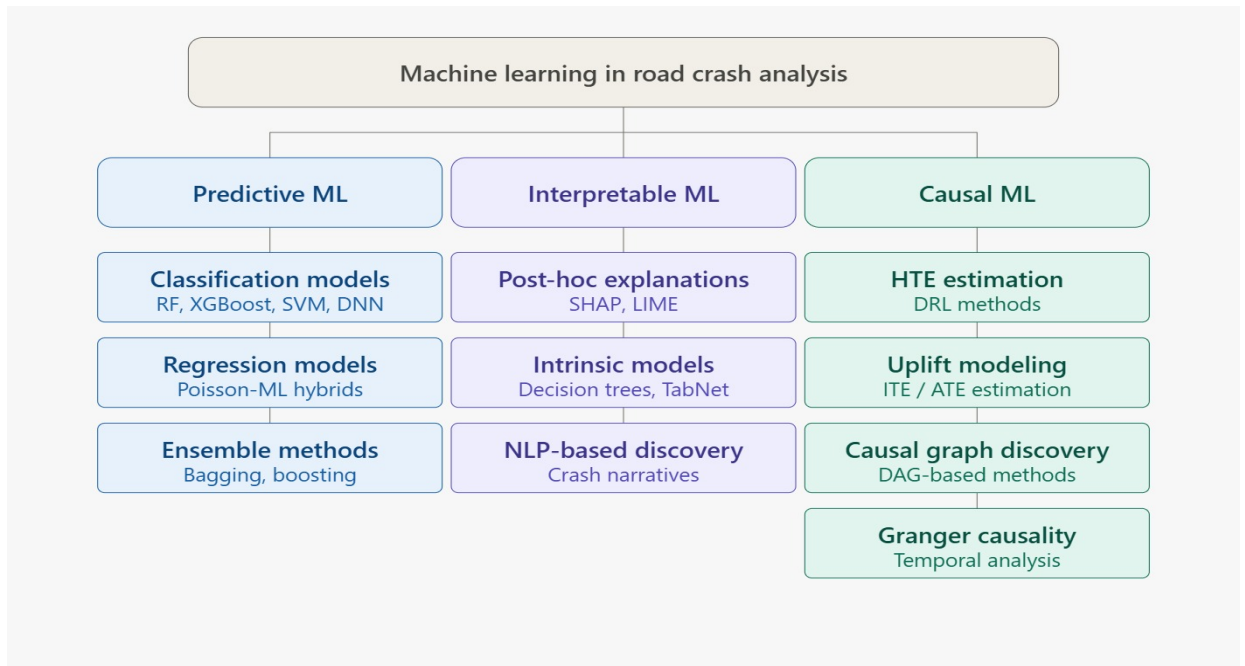 Machine learning in road crash analysis
Predictive ML
Interpretable ML
Causal ML
Classification models
RF, XGBoost, SVM, DNN
Post-hoc explanations
SHAP, LIME
HTE estimation
DRL methods
Regression models
Poisson-ML hybrids
Intrinsic models
Decision trees, TabNet
Uplift modeling
ITE / ATE estimation
Ensemble methods
Bagging, boosting
NLP-based discovery
Crash narratives
Causal graph discovery
DAG-based methods
Granger causality
Temporal analysis